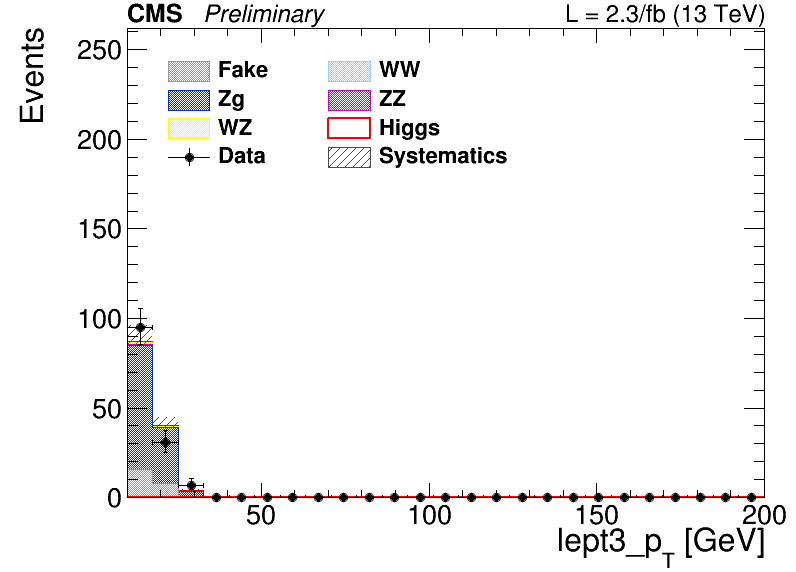 CMS Preliminary L = 2.3/fb (13 TeV)
Events
250
200
150
100
50
0
Fake WW
Zg ZZ
WZ Higgs
Data Systematics
50 100 150 200
lept3_p_T [GeV]